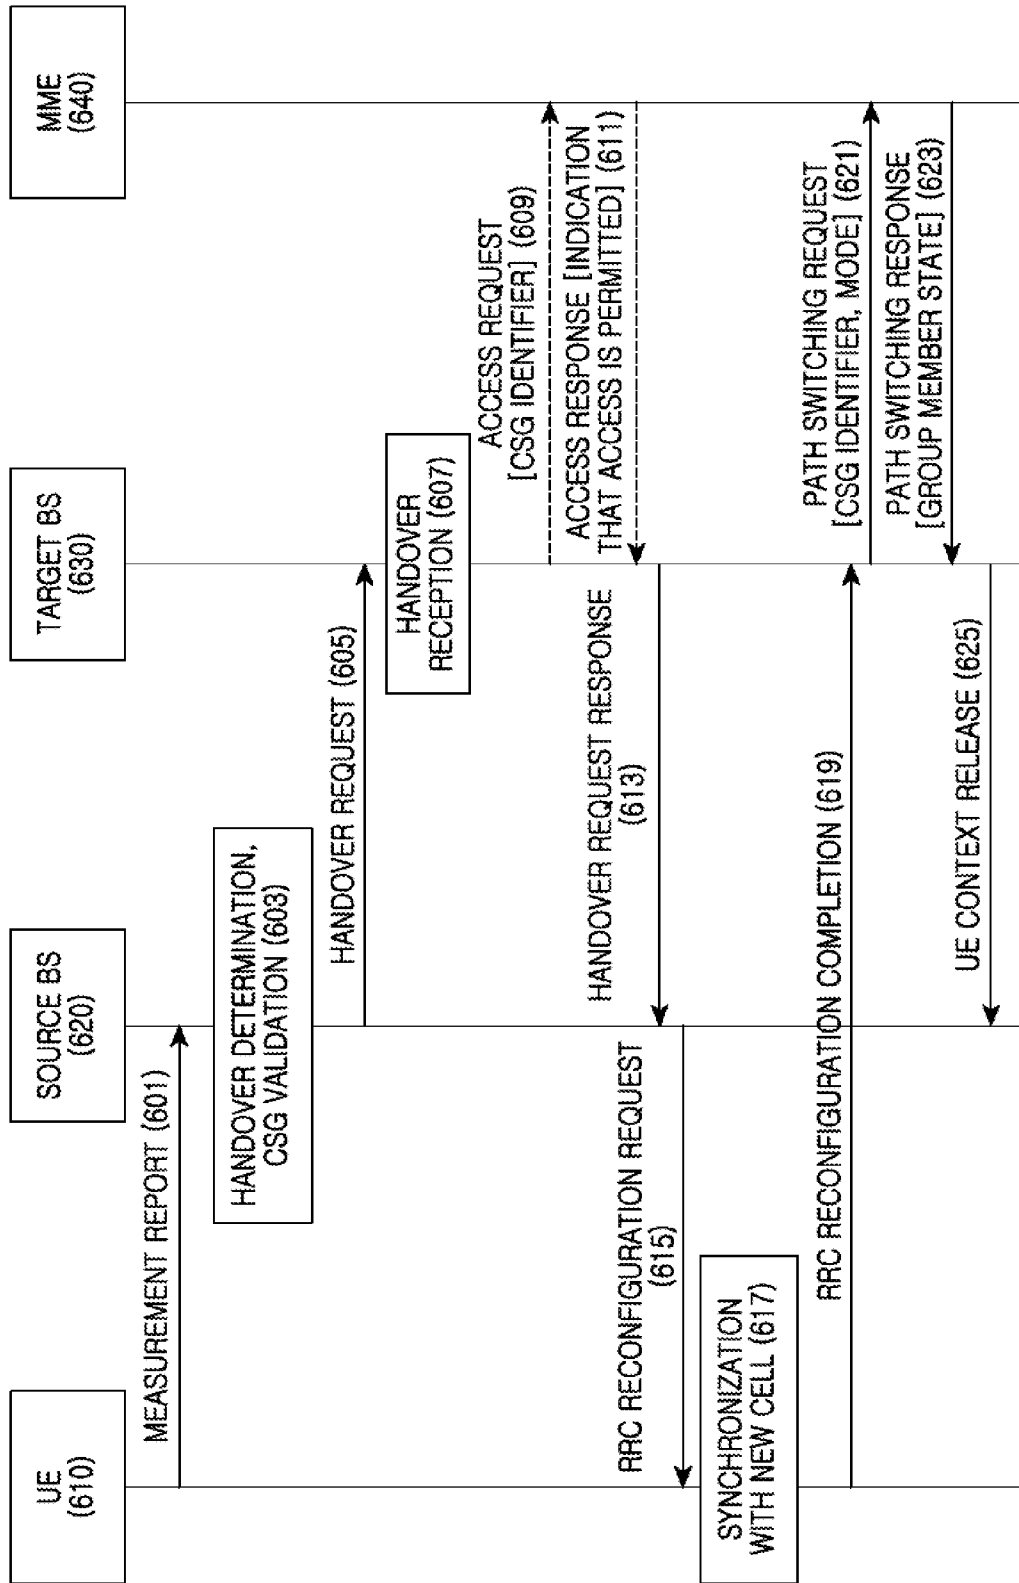 UE
(610)
SOURCE BS
(620)
TARGET BS
(630)
MME
(640)
MEASUREMENT REPORT (601)
HANDOVER DETERMINATION,
CSG VALIDATION (603)
HANDOVER REQUEST (605)
HANDOVER
RECEPTION (607)
ACCESS REQUEST
[CSG IDENTIFIER] (609)
ACCESS RESPONSE [INDICATION
THAT ACCESS IS PERMITTED] (611)
HANDOVER REQUEST RESPONSE
(613)
RRC RECONFIGURATION REQUEST
(615)
SYNCHRONIZATION
WITH NEW CELL (617)
RRC RECONFIGURATION COMPLETION (619)
PATH SWITCHING REQUEST
[CSG IDENTIFIER, MODE] (621)
PATH SWITCHING RESPONSE
[GROUP MEMBER STATE] (623)
UE CONTEXT RELEASE (625)